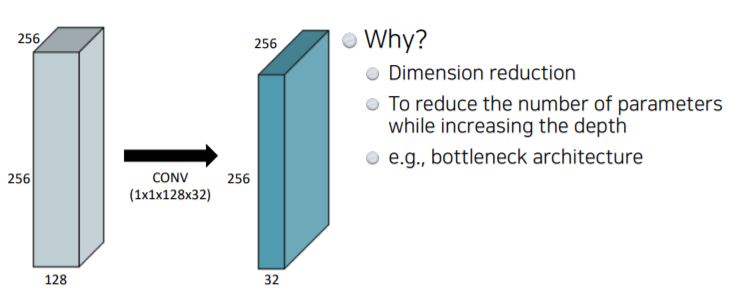 256
256
128
CONV
(1x1x128x32)
256
256
32
Why?
Dimension reduction
To reduce the number of parameters
while increasing the depth
e.g., bottleneck architecture